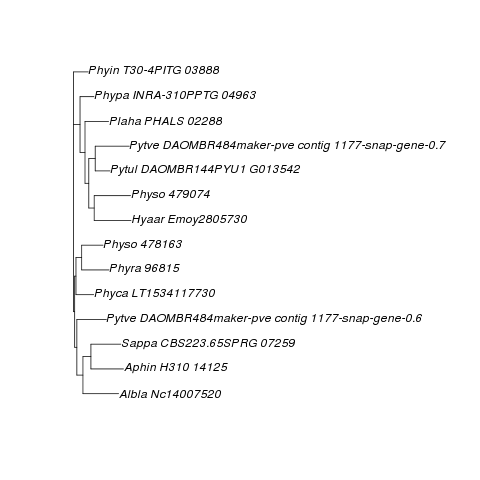 Phyin T30-4PITG 03888
Phypa INRA-310PPTG 04963
Plaha PHALS 02288
Pytve DAOMBR484maker-pve contig 1177-snap-gene-0.7
Pytul DAOMBR144PYU1 G013542
Physo 479074
Hyaar Emoy2805730
Physo 478163
Phyra 96815
Phyca LT1534117730
Pytve DAOMBR484maker-pve contig 1177-snap-gene-0.6
Sappa CBS223.65SPRG 07259
Aphin H310 14125
Albla Nc14007520